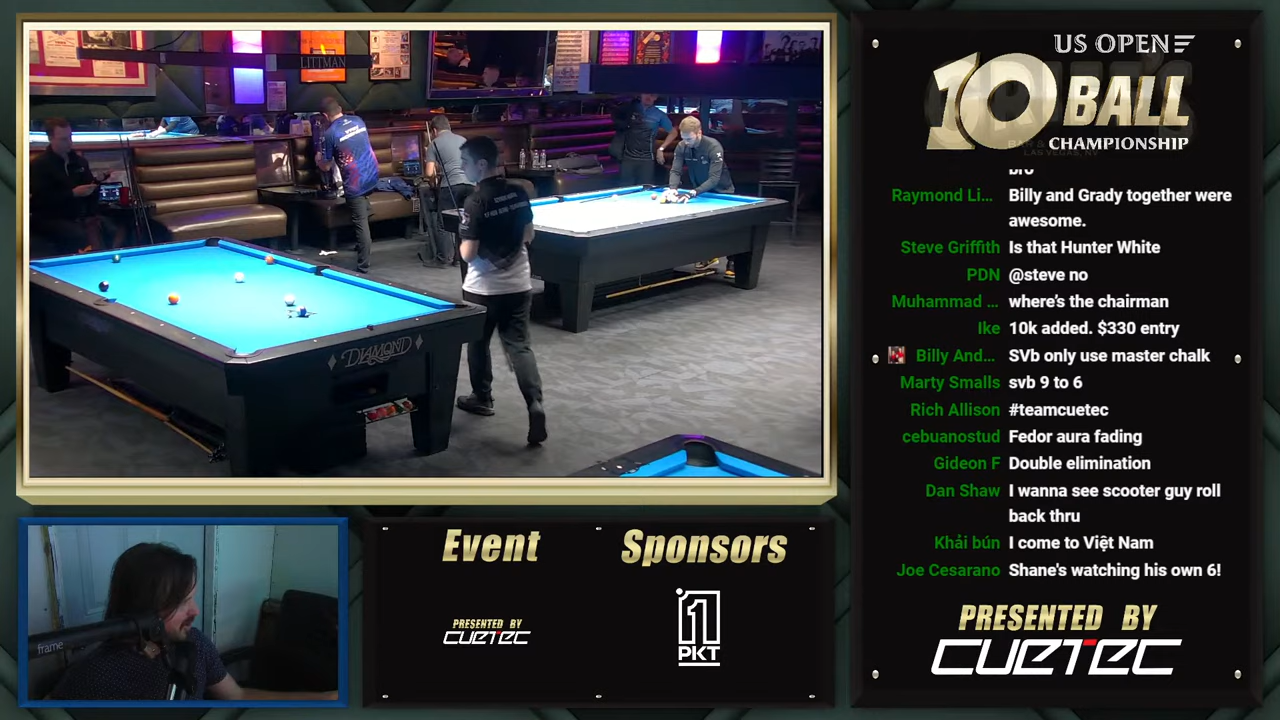 LITTMAN
DIAMOND
US OPEN
10 BALL
CHAMPIONSHIP
bro
Raymond Li... Billy and Grady together were
awesome.
Steve Griffith Is that Hunter White
PDN @steve no
Muhammad ... where's the chairman
Ike 10k added. $330 entry
Billy And... SVb only use master chalk
Marty Smalls svb 9 to 6
Rich Allison #teamcuetec
cebuanostud Fedor aura fading
Gideon F Double elimination
Dan Shaw I wanna see scooter guy roll
back thru
Khải bún I come to Việt Nam
Joe Cesarano Shane's watching his own 6!
PRESENTED BY
CUETEC
frame
Event Sponsors
PRESENTED BY
CUETEC
1
PKT